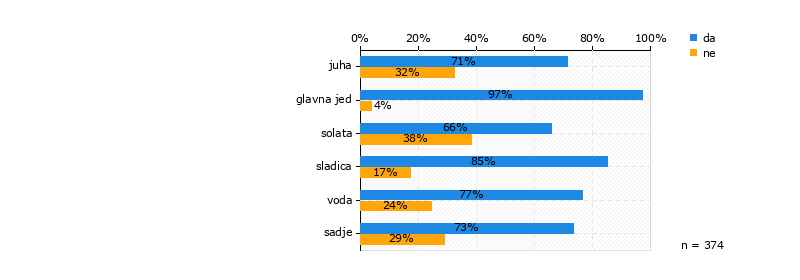 0% 20% 40% 60% 80% 100%
da
ne
juha 71%
32%
glavna jed 97%
4%
solata 66%
38%
sladica 85%
17%
voda 77%
24%
sadje 73%
29%
n = 374